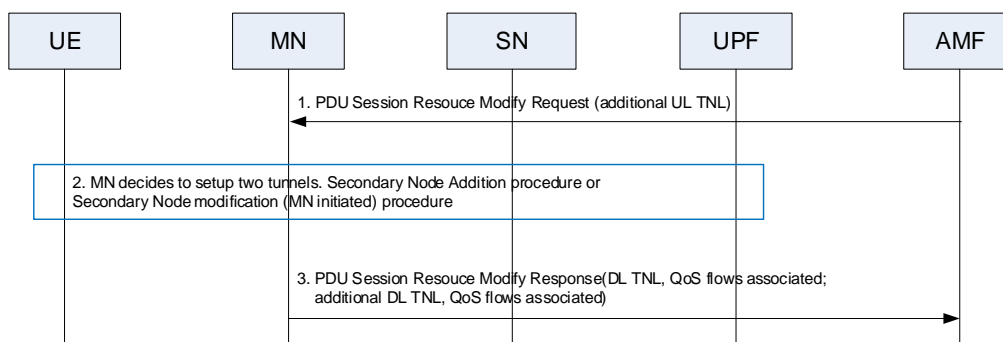 UE
MN
SN
UPF
AMF
1. PDU Session Resouce Modify Request (additional UL TNL)
2. MN decides to setup two tunnels. Secondary Node Addition procedure or
Secondary Node modification (MN initiated) procedure
3. PDU Session Resouce Modify Response(DL TNL, QoS flows associated;
additional DL TNL, QoS flows associated)